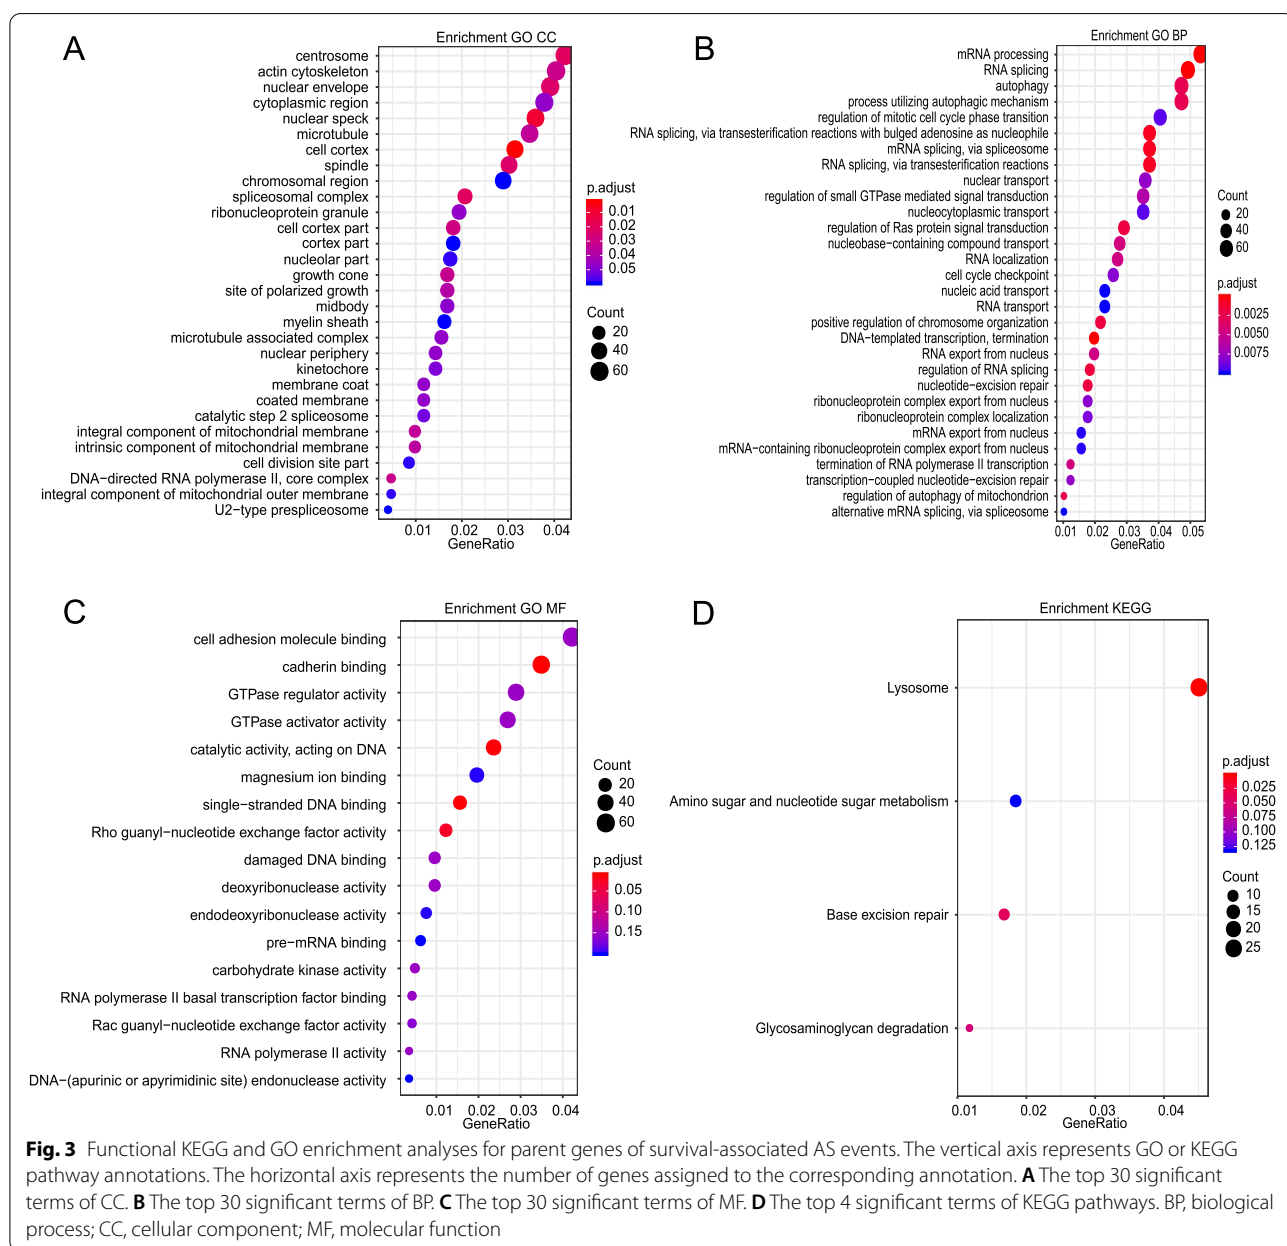 A
Enrichment GO CC
centrosome
actin cytoskeleton
nuclear envelope
cytoplasmic region
nuclear speck
microtubule
cell cortex
spindle
chromosomal region
spliceosomal complex
ribonucleoprotein granule
cell cortex part
cortex part
nucleolar part
growth cone
site of polarized growth
midbody
myelin sheath
microtubule associated complex
nuclear periphery
kinetochore
membrane coat
coated membrane
catalytic step 2 spliceosome
integral component of mitochondrial membrane
intrinsic component of mitochondrial membrane
cell division site part
DNA−directed RNA polymerase II, core complex
integral component of mitochondrial outer membrane
U2−type prespliceosome
0.01 0.02 0.03 0.04
GeneRatio
p.adjust
0.01
0.02
0.03
0.04
0.05
Count
20
40
60
B
Enrichment GO BP
mRNA processing
RNA splicing
autophagy
process utilizing autophagic mechanism
regulation of mitotic cell cycle phase transition
RNA splicing, via transesterification reactions with bulged adenosine as nucleophile
mRNA splicing, via spliceosome
RNA splicing, via transesterification reactions
nuclear transport
regulation of small GTPase mediated signal transduction
nucleocytoplasmic transport
regulation of Ras protein signal transduction
nucleobase−containing compound transport
RNA localization
cell cycle checkpoint
nucleic acid transport
RNA transport
positive regulation of chromosome organization
DNA−templated transcription, termination
RNA export from nucleus
regulation of RNA splicing
nucleotide−excision repair
ribonucleoprotein complex export from nucleus
ribonucleoprotein complex localization
mRNA export from nucleus
mRNA−containing ribonucleoprotein complex export from nucleus
termination of RNA polymerase II transcription
transcription−coupled nucleotide−excision repair
regulation of autophagy of mitochondrion
alternative mRNA splicing, via spliceosome
0.01 0.02 0.03 0.04 0.05
GeneRatio
Count
20
40
60
p.adjust
0.0025
0.0050
0.0075
C
Enrichment GO MF
cell adhesion molecule binding
cadherin binding
GTPase regulator activity
GTPase activator activity
catalytic activity, acting on DNA
magnesium ion binding
single−stranded DNA binding
Rho guanyl−nucleotide exchange factor activity
damaged DNA binding
deoxyribonuclease activity
endodeoxyribonuclease activity
pre−mRNA binding
carbohydrate kinase activity
RNA polymerase II basal transcription factor binding
Rac guanyl−nucleotide exchange factor activity
RNA polymerase II activity
DNA−(apurinic or apyrimidinic site) endonuclease activity
0.01 0.02 0.03 0.04
GeneRatio
Count
20
40
60
p.adjust
0.05
0.10
0.15
D
Enrichment KEGG
Lysosome
Amino sugar and nucleotide sugar metabolism
Base excision repair
Glycosaminoglycan degradation
0.01 0.02 0.03 0.04
GeneRatio
p.adjust
0.025
0.050
0.075
0.100
0.125
Count
10
15
20
25
Fig. 3 Functional KEGG and GO enrichment analyses for parent genes of survival-associated AS events. The vertical axis represents GO or KEGG
pathway annotations. The horizontal axis represents the number of genes assigned to the corresponding annotation. A The top 30 significant
terms of CC. B The top 30 significant terms of BP. C The top 30 significant terms of MF. D The top 4 significant terms of KEGG pathways. BP, biological
process; CC, cellular component; MF, molecular function